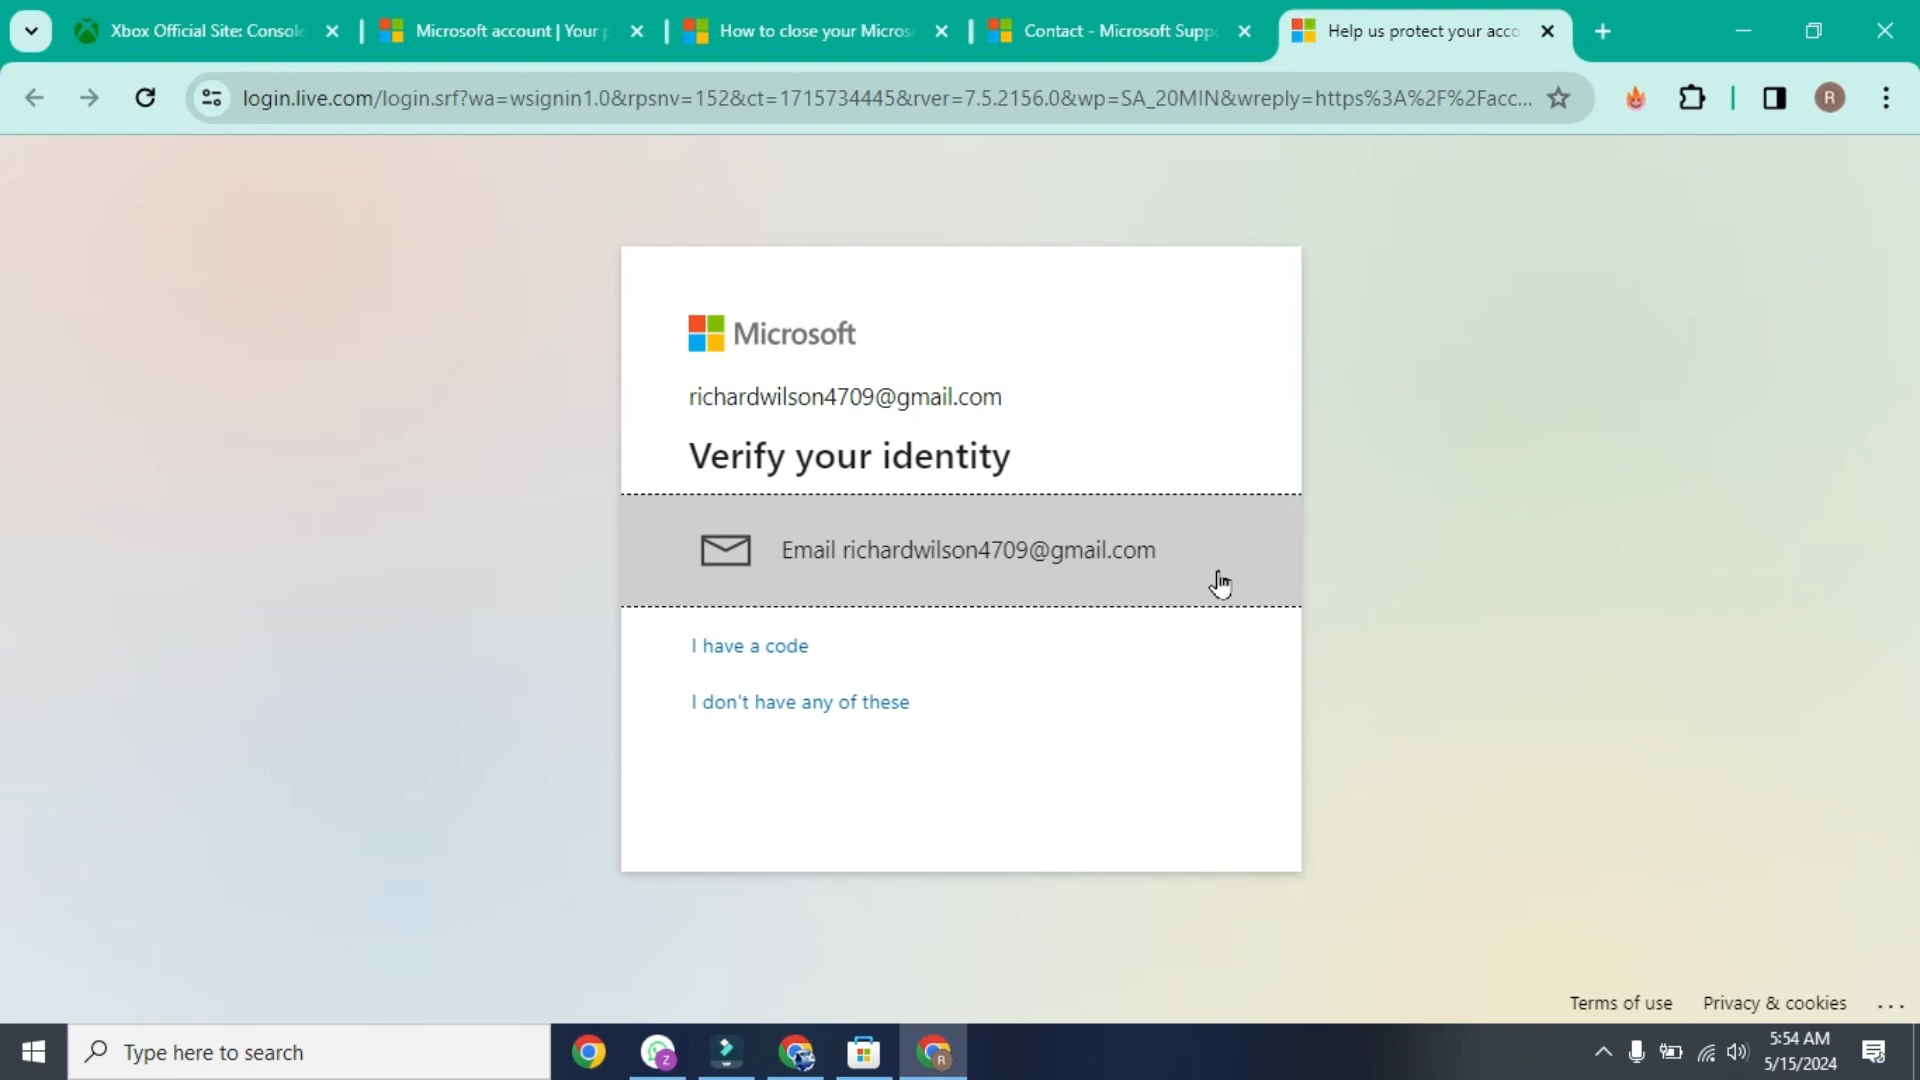 Xbox Official Site: Console
Microsoft account | Your p
How to close your Micros
Contact - Microsoft Supp
Help us protect your acco
login.live.com/login.srf?wa=wsignin1.0&rpsnv=152&ct=1715734445&rver=7.5.2156.0&wp=SA_20MIN&wreply=https%3A%2F%2Facc...
R
Microsoft
richardwilson4709@gmail.com
Verify your identity
Email richardwilson4709@gmail.com
I have a code
I don't have any of these
Terms of use
Privacy & cookies
...
Type here to search
Z
R
5:54 AM
5/15/2024